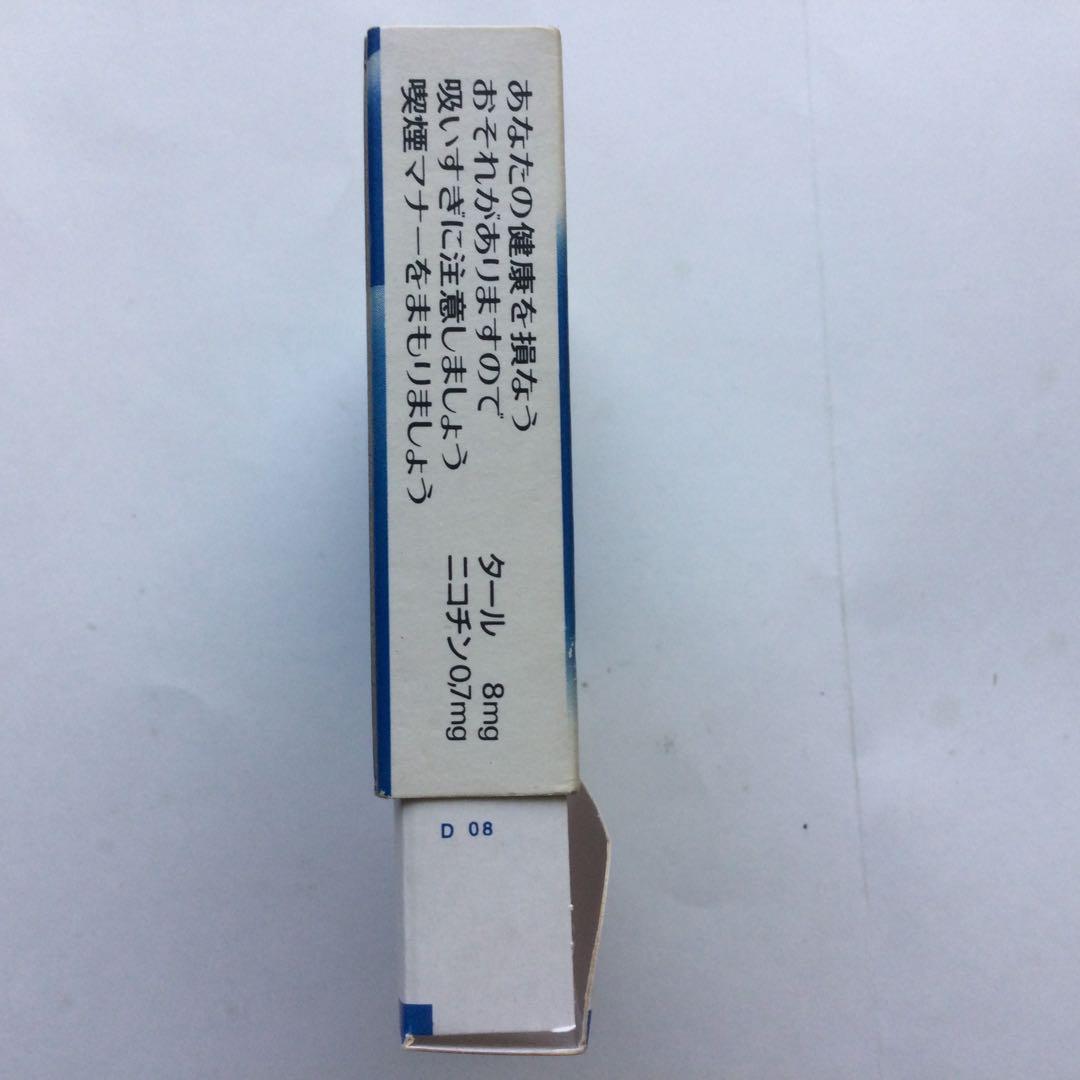 あなたの健康を損なう
おそれがありますので
吸いすぎに注意しましょう
喫煙マナーをまもりましょう
タール 8mg
ニコチン0,7mg
D 08